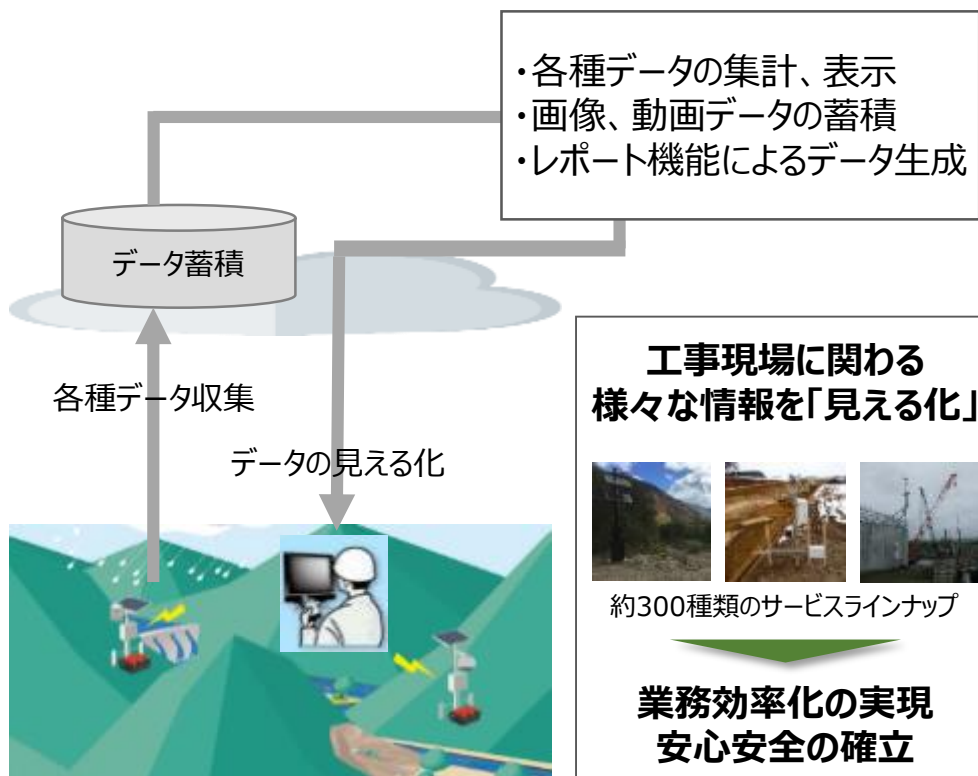 ・各種データの集計、表示
・画像、動画データの蓄積
・レポート機能によるデータ生成
データ蓄積
各種データ収集
データの見える化
工事現場に関わる
様々な情報を「見える化」
約300種類のサービスラインナップ
業務効率化の実現
安心安全の確立